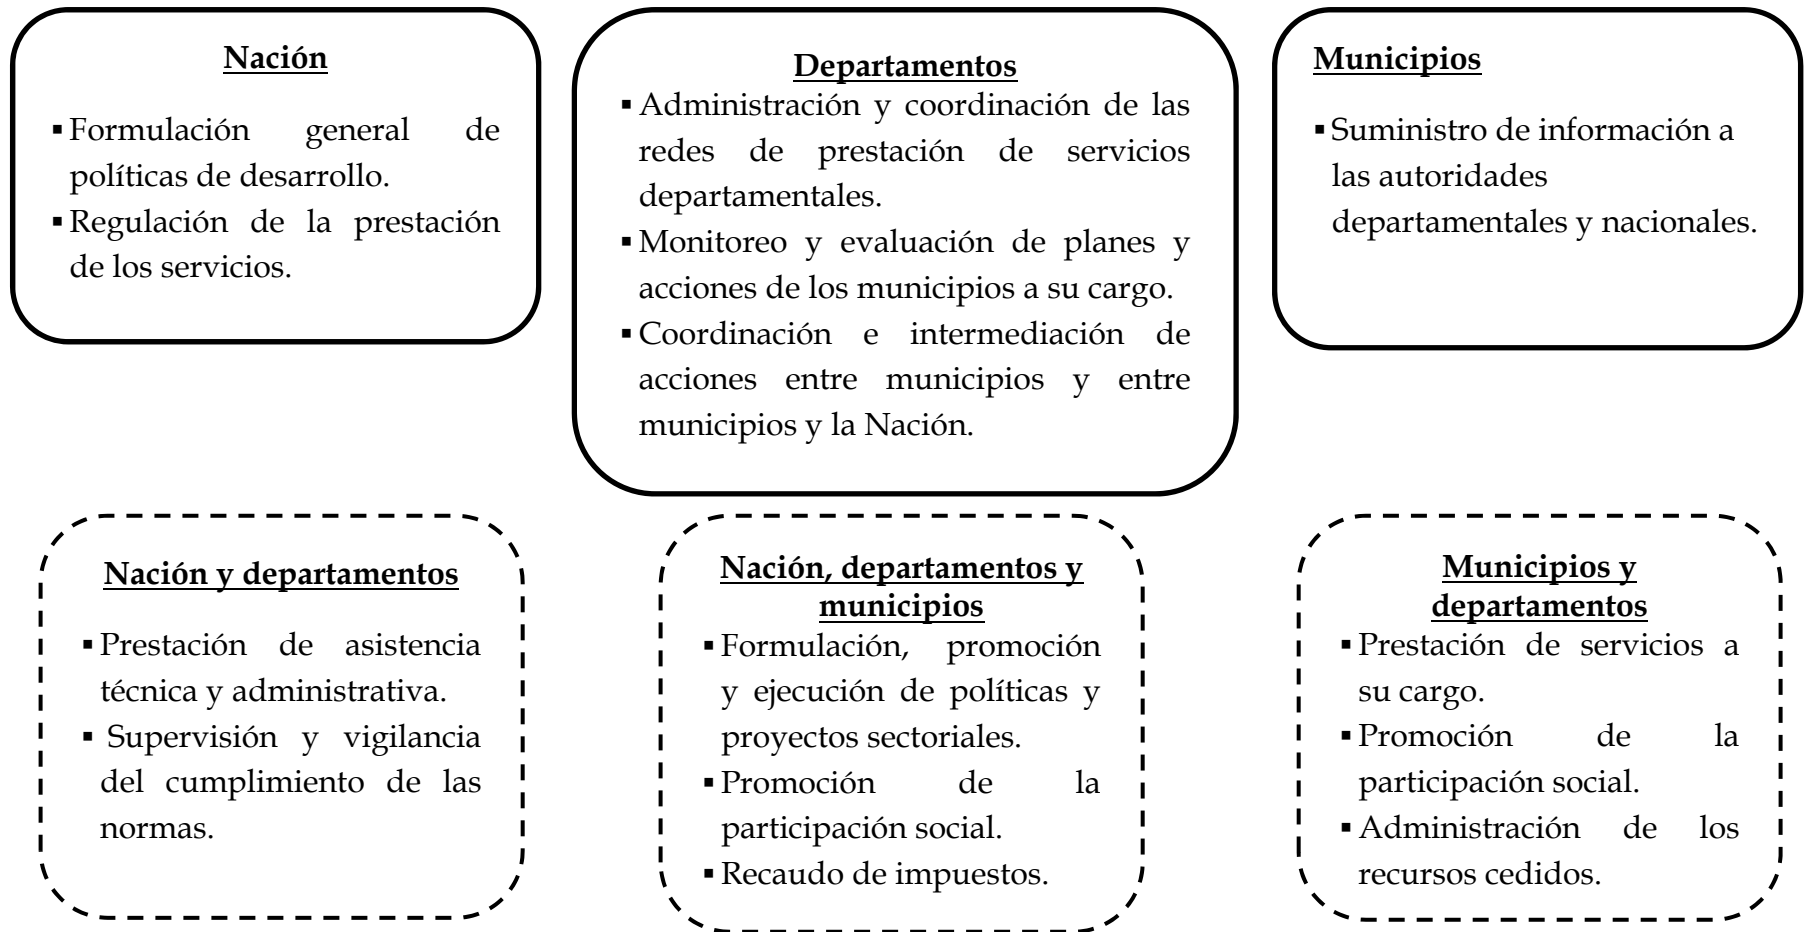 Nación
▪ Formulación general de
políticas de desarrollo.
▪ Regulación de la prestación
de los servicios.
Departamentos
▪ Administración y coordinación de las
redes de prestación de servicios
departamentales.
▪ Monitoreo y evaluación de planes y
acciones de los municipios a su cargo.
▪ Coordinación e intermediación de
acciones entre municipios y entre
municipios y la Nación.
Municipios
▪ Suministro de información a
las autoridades
departamentales y nacionales.
Nación y departamentos
▪ Prestación de asistencia
técnica y administrativa.
▪ Supervisión y vigilancia
del cumplimiento de las
normas.
Nación, departamentos y
municipios
▪ Formulación, promoción
y ejecución de políticas y
proyectos sectoriales.
▪ Promoción de la
participación social.
▪ Recaudo de impuestos.
Municipios y
departamentos
▪ Prestación de servicios a
su cargo.
▪ Promoción de la
participación social.
▪ Administración de los
recursos cedidos.